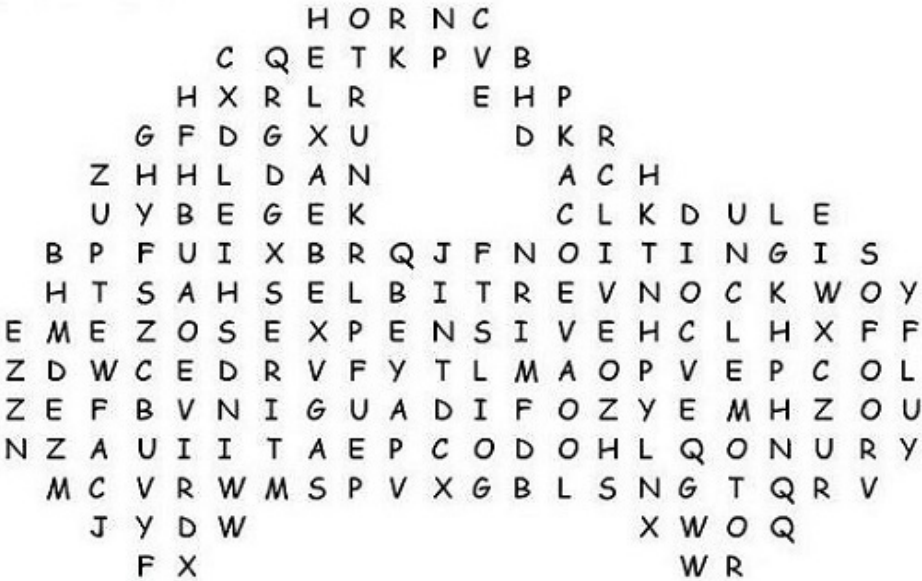 H O R N C
C Q E T K P V B
H X R L R E H P
G F D G X U D K R
Z H H L D A N A C H
U Y B E G E K C L K D U L E
B P F U I X B R Q J F N O I T I N G I S
H T S A H S E L B I T R E V N O C K W O Y
E M E Z O S E X P E N S I V E H C L H X F F
Z D W C E D R V F Y T L M A O P V E P C O L
Z E F B V N I G U A D I F O Z Y E M H Z O U
N Z A U I I T A E P C O D O H L Q O N U R Y
M C V R W M S P V X G B L S N G T Q R V
J Y D W X W O Q
F X W R